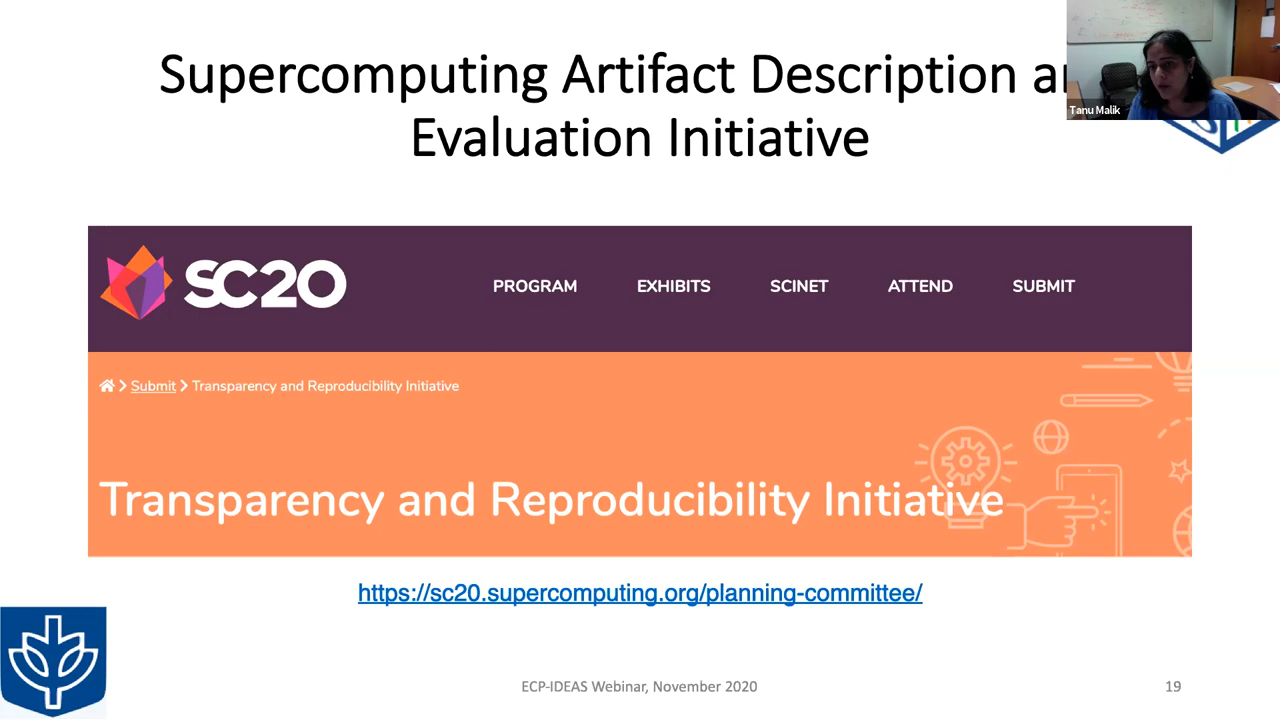 Supercomputing Artifact Description
Evaluation Initiative
Tanu Malik
SC20
PROGRAM EXHIBITS SCINET ATTEND SUBMIT
Submit > Transparency and Reproducibility Initiative
Transparency and Reproducibility Initiative
https://sc20.supercomputing.org/planning-committee/
ECP-IDEAS Webinar, November 2020
19